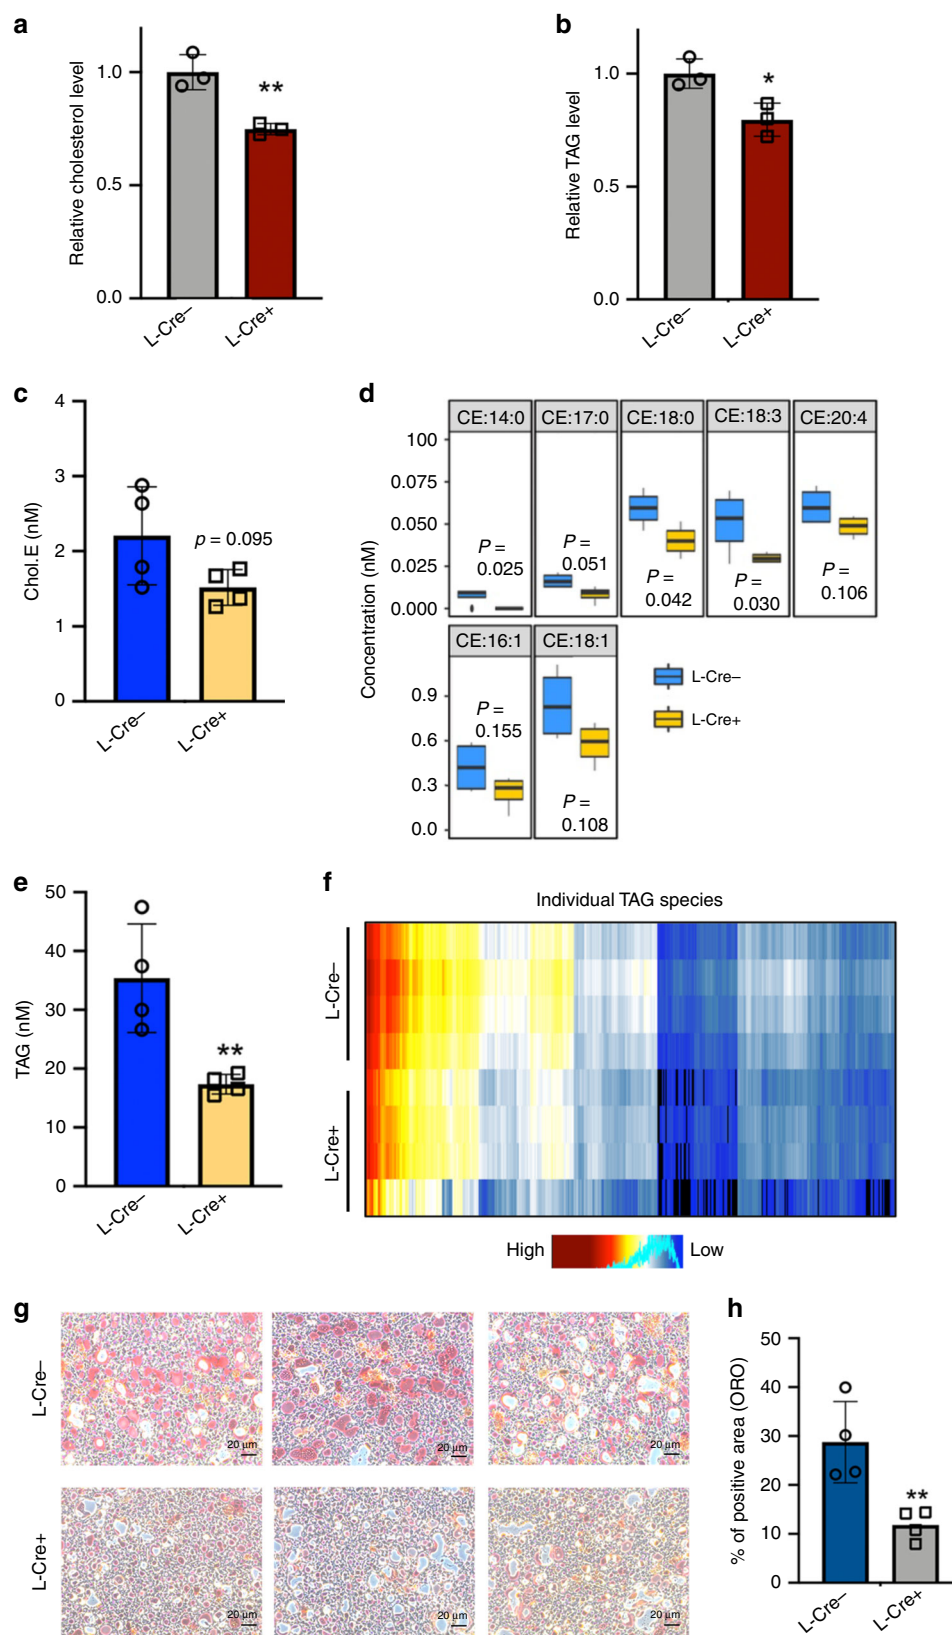 a
Relative cholesterol level
1.0
0.5
0.0
**
L-Cre–
L-Cre+
b
Relative TAG level
1.0
0.5
0.0
*
L-Cre–
L-Cre+
c
Chol.E (nM)
4
3
2
1
0
p = 0.095
L-Cre–
L-Cre+
d
Concentration (nM)
CE:14:0
CE:17:0
CE:18:0
CE:18:3
CE:20:4
100
0.075
0.050
0.025
0.000
P =
0.025
P =
0.051
P =
0.042
P =
0.030
P =
0.106
CE:16:1
CE:18:1
0.9
0.6
0.3
0.0
P =
0.155
P =
0.108
L-Cre–
L-Cre+
e
TAG (nM)
50
40
30
20
10
0
**
L-Cre–
L-Cre+
f
Individual TAG species
L-Cre–
L-Cre+
High
Low
g
L-Cre–
20 µm
20 µm
20 µm
L-Cre+
20 µm
20 µm
20 µm
h
% of positive area (ORO)
50
40
30
20
10
0
**
L-Cre–
L-Cre+